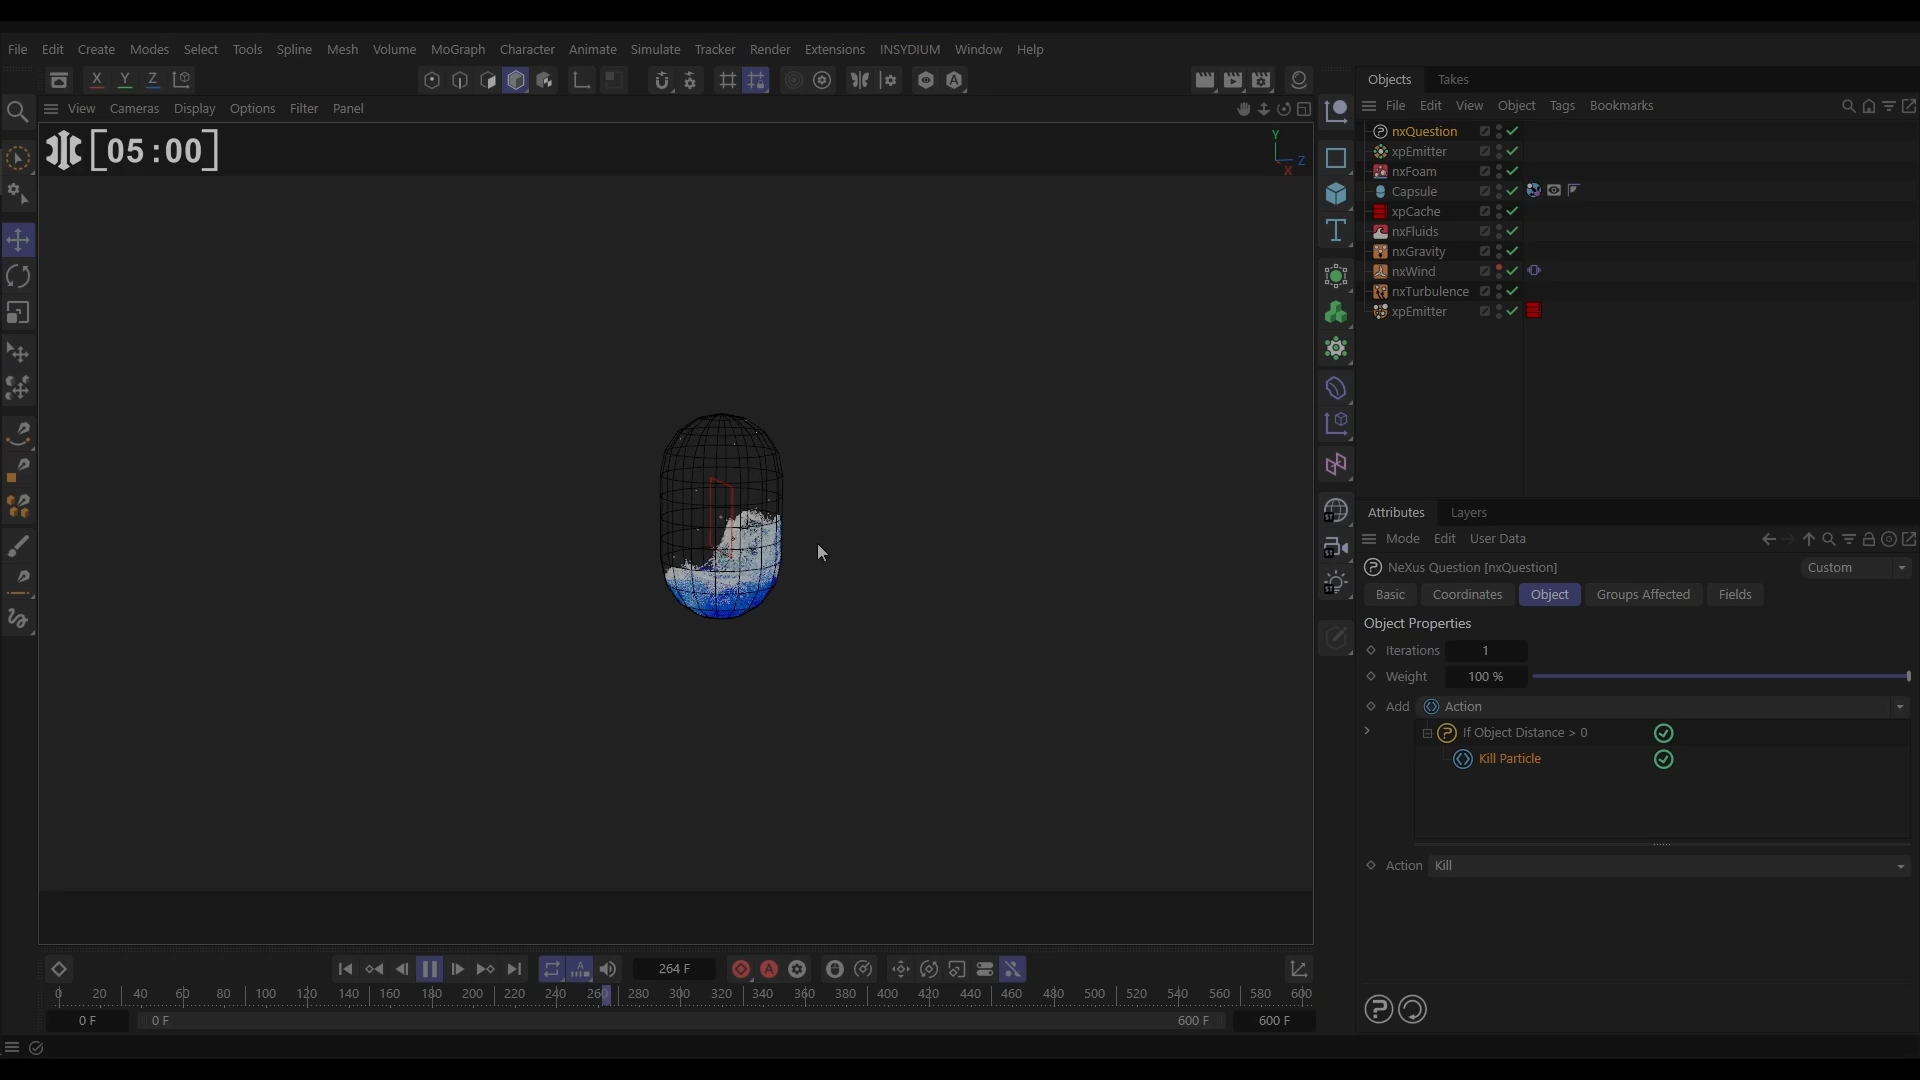 File Edit Create Modes Select Tools Spline Mesh Volume MoGraph Character Animate Simulate Tracker Render Extensions INSYDIUM Window Help
X Y Z
View Cameras Display Options Filter Panel
[05:00]
Y
Z
X
Objects Takes
File Edit View Object Tags Bookmarks
nxQuestion
xpEmitter
nxFoam
Capsule
xpCache
nxFluids
nxGravity
nxWind
nxTurbulence
xpEmitter
Attributes Layers
Mode Edit User Data
NeXus Question [nxQuestion] Custom
Basic Coordinates Object Groups Affected Fields
Object Properties
Iterations 1
Weight 100 %
Add Action
If Object Distance > 0
Kill Particle
Action Kill
264 F
0 20 40 60 80 100 120 140 160 180 200 220 240 260 280 300 320 340 360 380 400 420 440 460 480 500 520 540 560 580 600
0 F 0 F 600 F 600 F